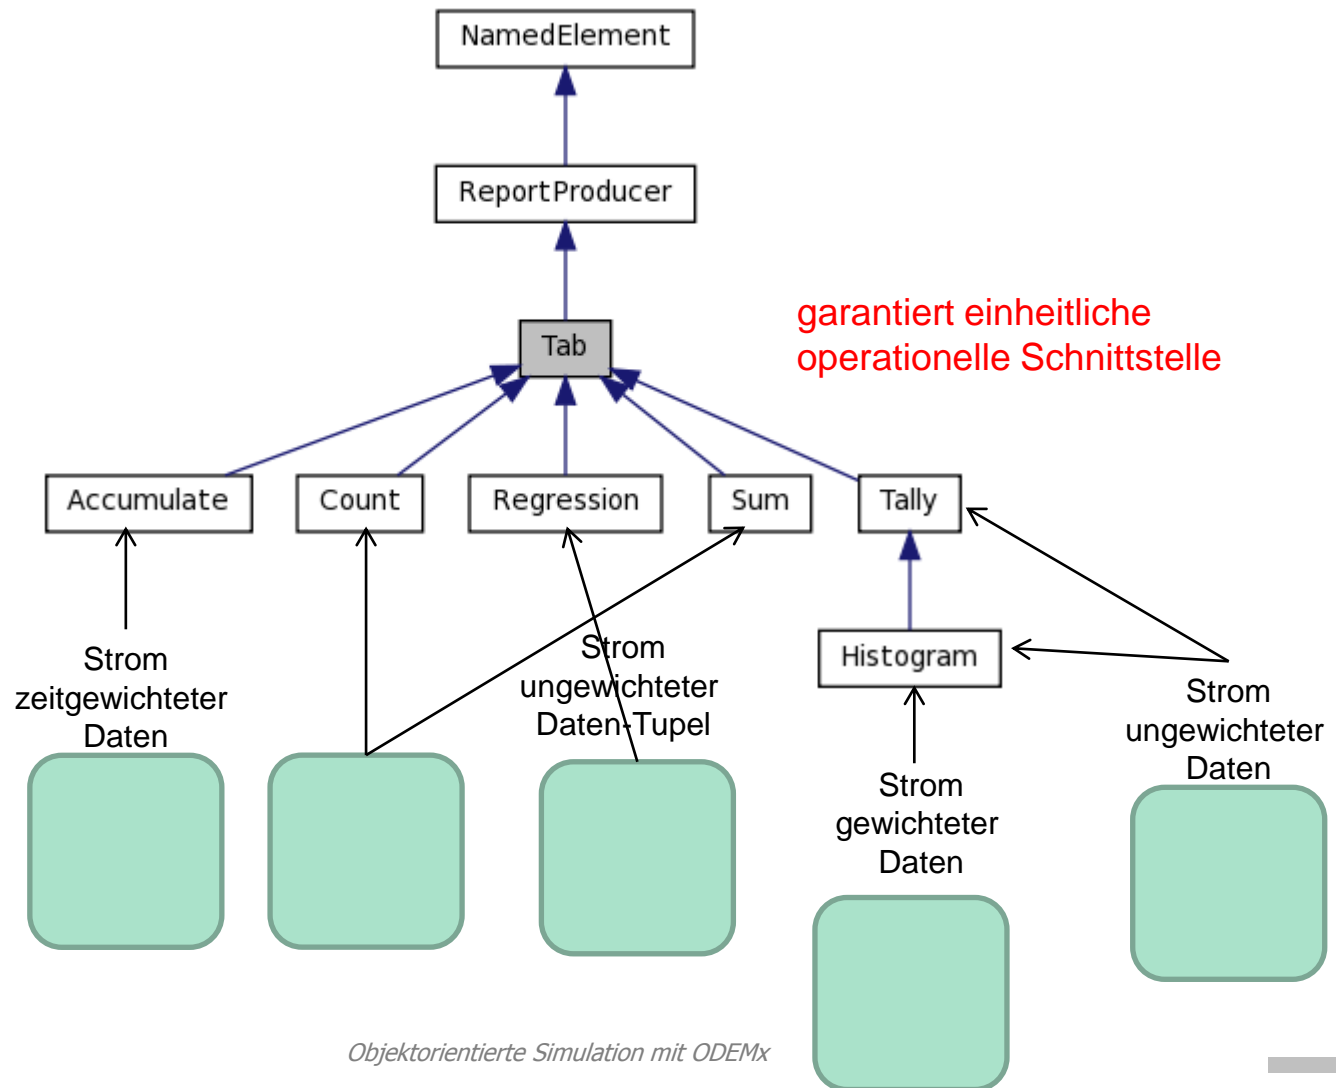 NamedElement
ReportProducer
garantiert einheitliche
operationelle Schnittstelle
Tab
Accumulate
Count
Regression
Sum
Tally
Strom
zeitgewichteter
Daten
Strom
ungewichteter
Daten-Tupel
Histogram
Strom
gewichteter
Daten
Strom
ungewichteter
Daten
Objektorientierte Simulation mit ODEMx